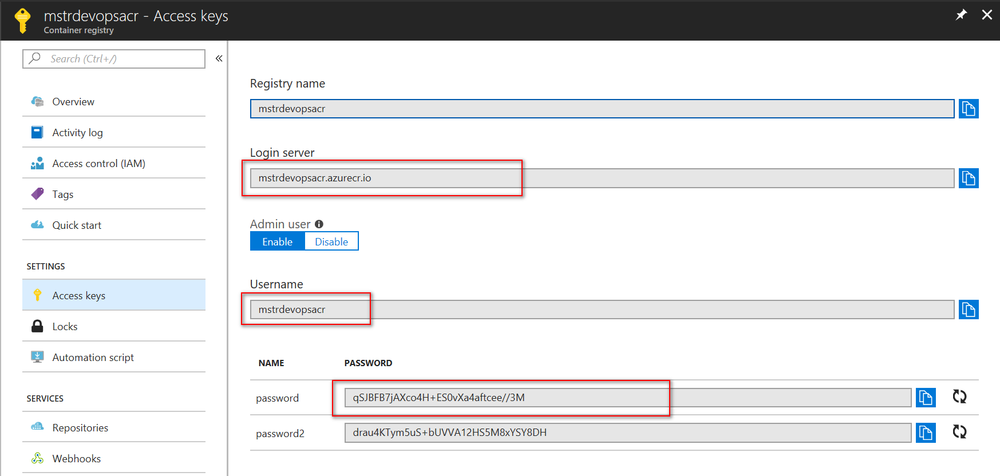 mstrdevopsacr - Access keys
Container registry
Search (Ctrl+/)
Overview
Activity log
Access control (IAM)
Tags
Quick start
SETTINGS
Access keys
Locks
Automation script
SERVICES
Repositories
Webhooks
Registry name
mstrdevopsacr
Login server
mstrdevopsacr.azurecr.io
Admin user
Enable Disable
Username
mstrdevopsacr
NAME PASSWORD
password qSJBFB7jAXco4H+ES0vXa4aftcee//3M
password2 drau4KTym5uS+bUVVA12HS5M8xYSY8DH